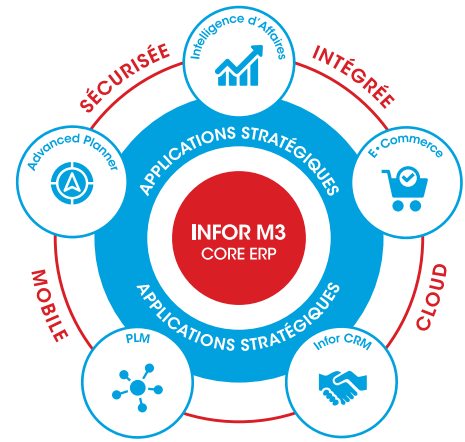 Intelligence d'Affaires
SÉCURISÉE
INTÉGRÉE
Advanced Planner
APPLICATIONS STRATÉGIQUES
E•Commerce
INFOR M3
CORE ERP
MOBILE
APPLICATIONS STRATÉGIQUES
CLOUD
PLM
Infor CRM